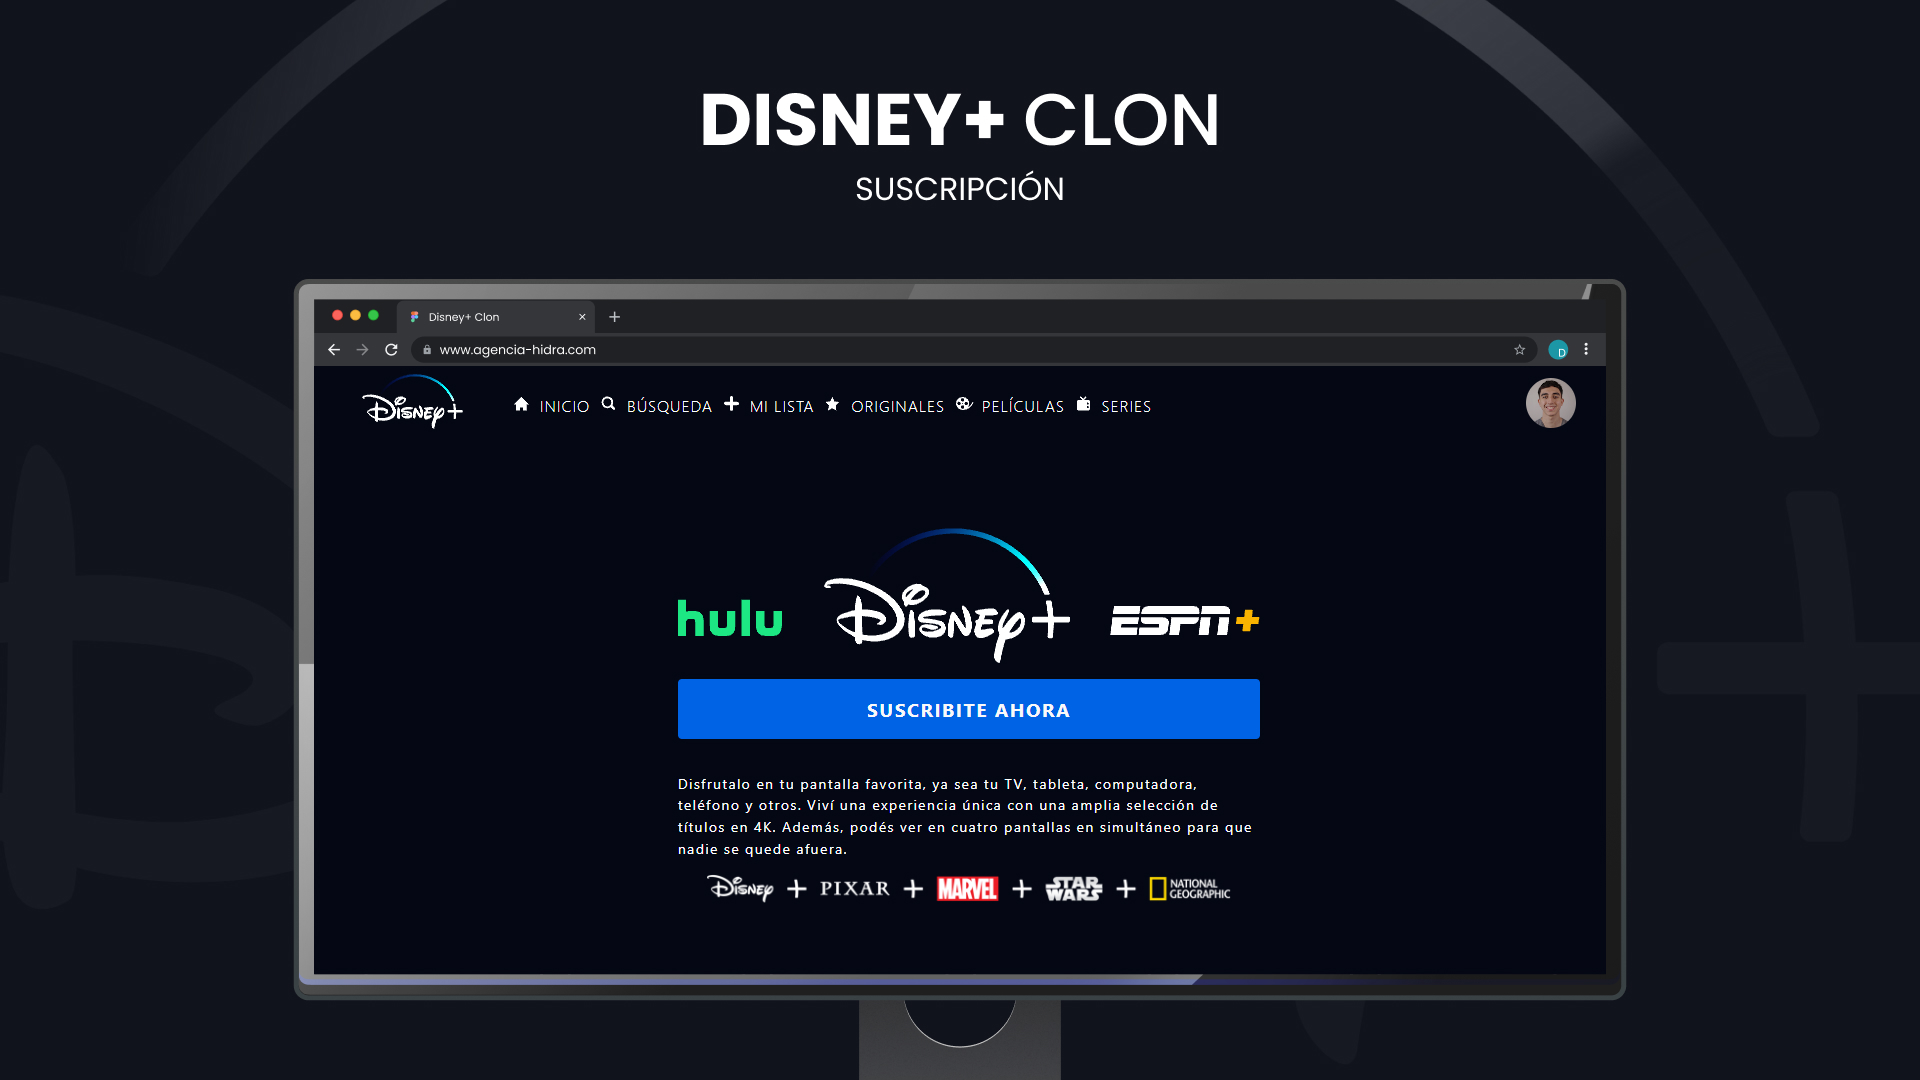 DISNEY+ CLON
SUSCRIPCIÓN
Disney+ Clon
www.agencia-hidra.com
D
Disney+
INICIO BÚSQUEDA MI LISTA ORIGINALES PELÍCULAS SERIES
hulu Disney+ ESPN+
SUSCRIBITE AHORA
Disfrutalo en tu pantalla favorita, ya sea tu TV, tableta, computadora,
teléfono y otros. Viví una experiencia única con una amplia selección de
títulos en 4K. Además, podés ver en cuatro pantallas en simultáneo para que
nadie se quede afuera.
Disney + PIXAR + MARVEL + STAR WARS + NATIONAL GEOGRAPHIC